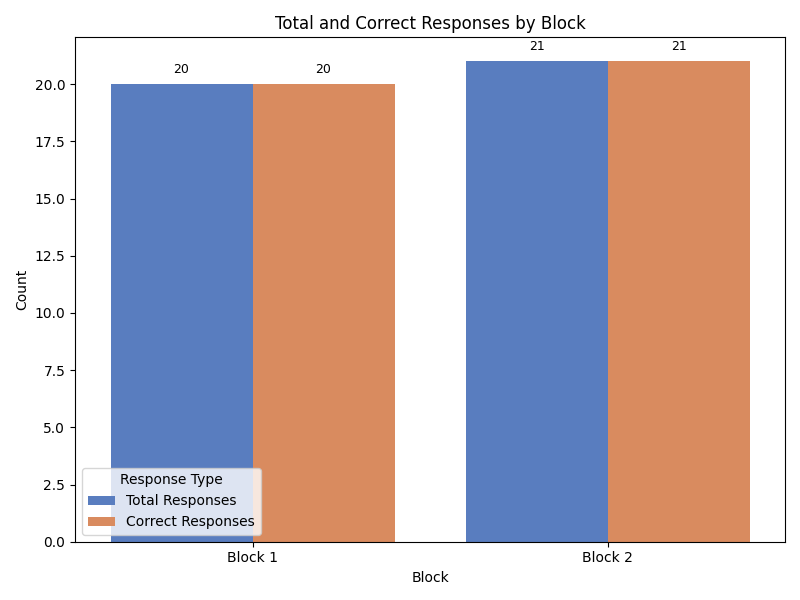 Total and Correct Responses by Block
20
20
21
21
20.0
17.5
15.0
12.5
10.0
7.5
5.0
2.5
0.0
Count
Response Type
Total Responses
Correct Responses
Block 1
Block 2
Block